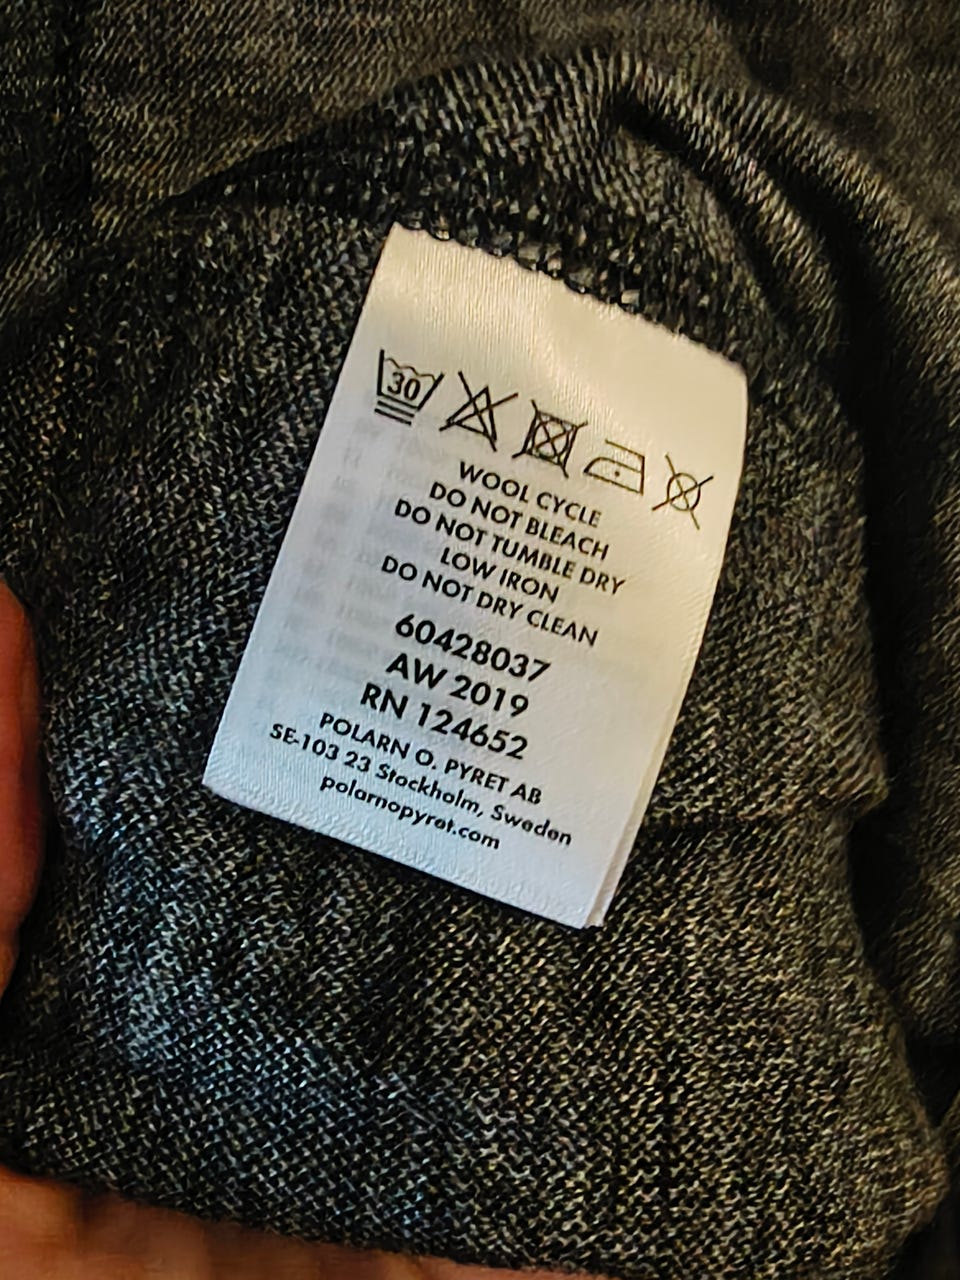 30
WOOL CYCLE
DO NOT BLEACH
DO NOT TUMBLE DRY
LOW IRON
DO NOT DRY CLEAN
60428037
AW 2019
RN 124652
POLARN O. PYRET AB
SE-103 23 Stockholm, Sweden
polarnopyret.com